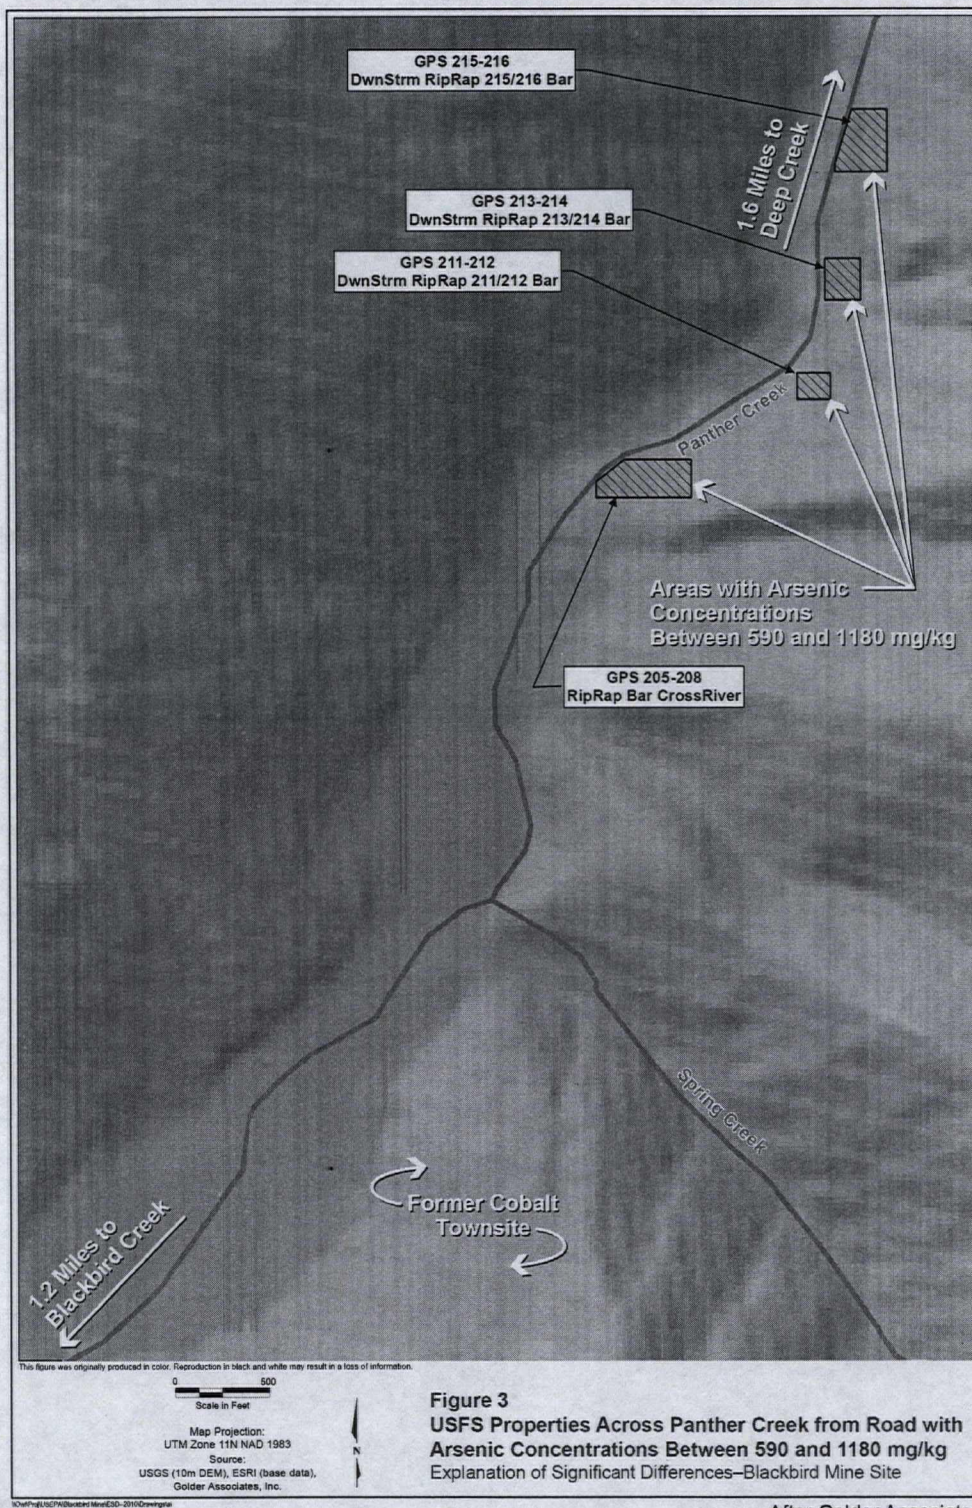 GPS 215-216
DwnStrm RipRap 215/216 Bar
1.6 Miles to
Deep Creek
GPS 213-214
DwnStrm RipRap 213/214 Bar
GPS 211-212
DwnStrm RipRap 211/212 Bar
Panther Creek
Areas with Arsenic
Concentrations
Between 590 and 1180 mg/kg
GPS 205-208
RipRap Bar CrossRiver
Spring Creek
Former Cobalt
Townsite
1.2 Miles to
Blackbird Creek
This figure was originally produced in color. Reproduction in black and white may result in a loss of information.
0 500
Scale in Feet
Map Projection:
UTM Zone 11N NAD 1983
Source:
USGS (10m DEM), ESRI (base data),
Golder Associates, Inc.
N
Figure 3
USFS Properties Across Panther Creek from Road with
Arsenic Concentrations Between 590 and 1180 mg/kg
Explanation of Significant Differences–Blackbird Mine Site